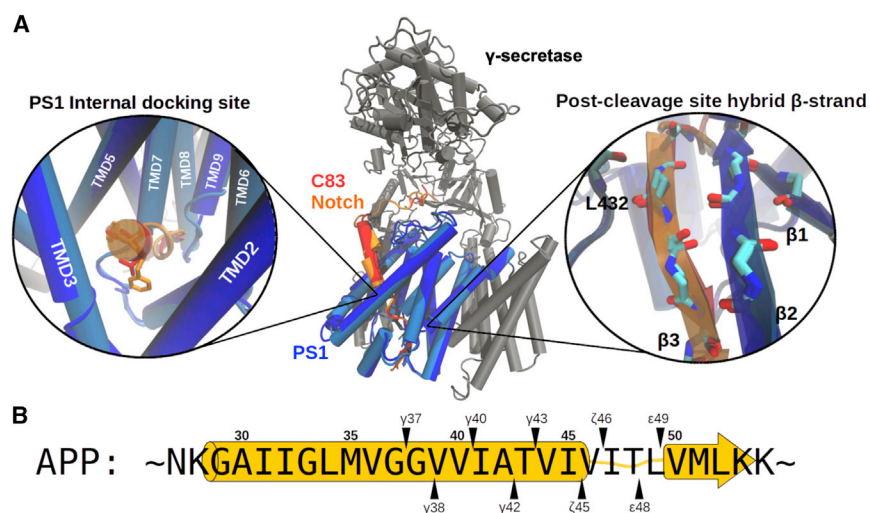 A
γ-secretase
PS1 Internal docking site
Post-cleavage site hybrid β-strand
TMD5
TMD7
TMD8
TMD9
TMD6
TMD3
TMD2
C83
Notch
PS1
L432
β1
β2
β3
B
γ37 γ40 γ43 ζ46 ε49
30 35 40 45 50
APP: ~NKGAIIGLMVGGVVIATVIVITLVMLKK~
γ38 γ42 ζ45 ε48